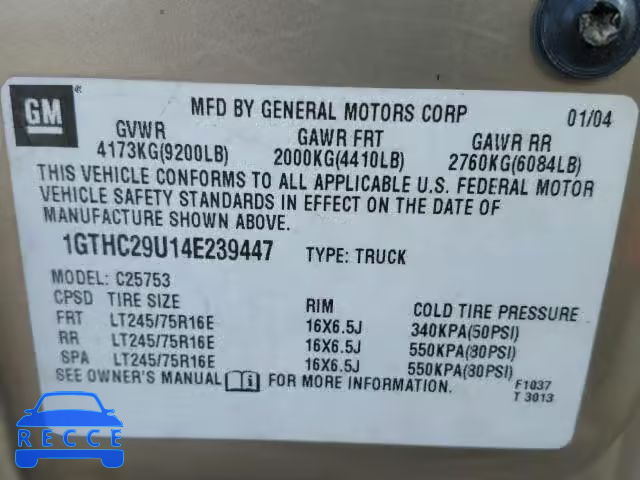 GM ®
MFD BY GENERAL MOTORS CORP 01/04
GVWR GAWR FRT GAWR RR
4173KG(9200LB) 2000KG(4410LB) 2760KG(6084LB)
THIS VEHICLE CONFORMS TO ALL APPLICABLE U.S. FEDERAL MOTOR
VEHICLE SAFETY STANDARDS IN EFFECT ON THE DATE OF
MANUFACTURE SHOWN ABOVE.
1GTHC29U14E239447 TYPE: TRUCK
MODEL: C25753
CPSD TIRE SIZE RIM COLD TIRE PRESSURE
FRT LT245/75R16E 16X6.5J 340KPA(50PSI)
RR LT245/75R16E 16X6.5J 550KPA(80PSI)
SPA LT245/75R16E 16X6.5J 550KPA(80PSI)
SEE OWNER'S MANUAL i FOR MORE INFORMATION.
F1037
T 3013
RECCE